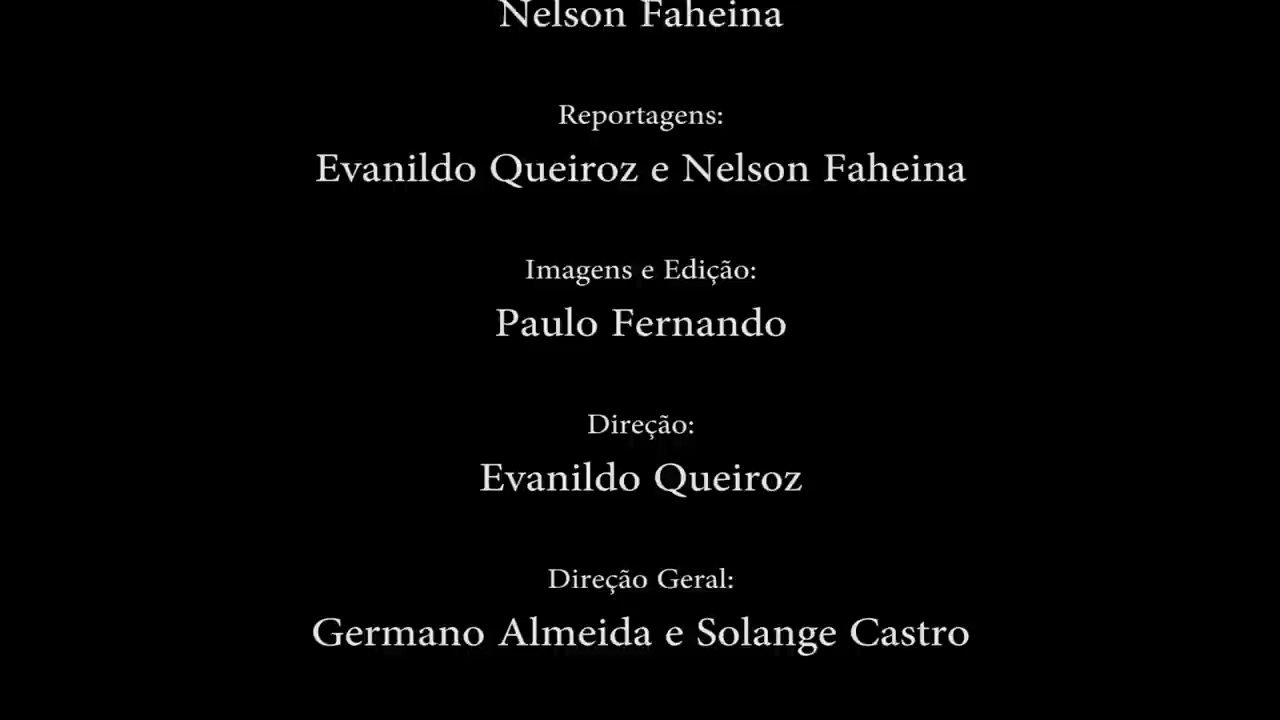 Nelson Faheina
Reportagens:
Evanildo Queiroz e Nelson Faheina
Imagens e Edição:
Paulo Fernando
Direção:
Evanildo Queiroz
Direção Geral:
Germano Almeida e Solange Castro